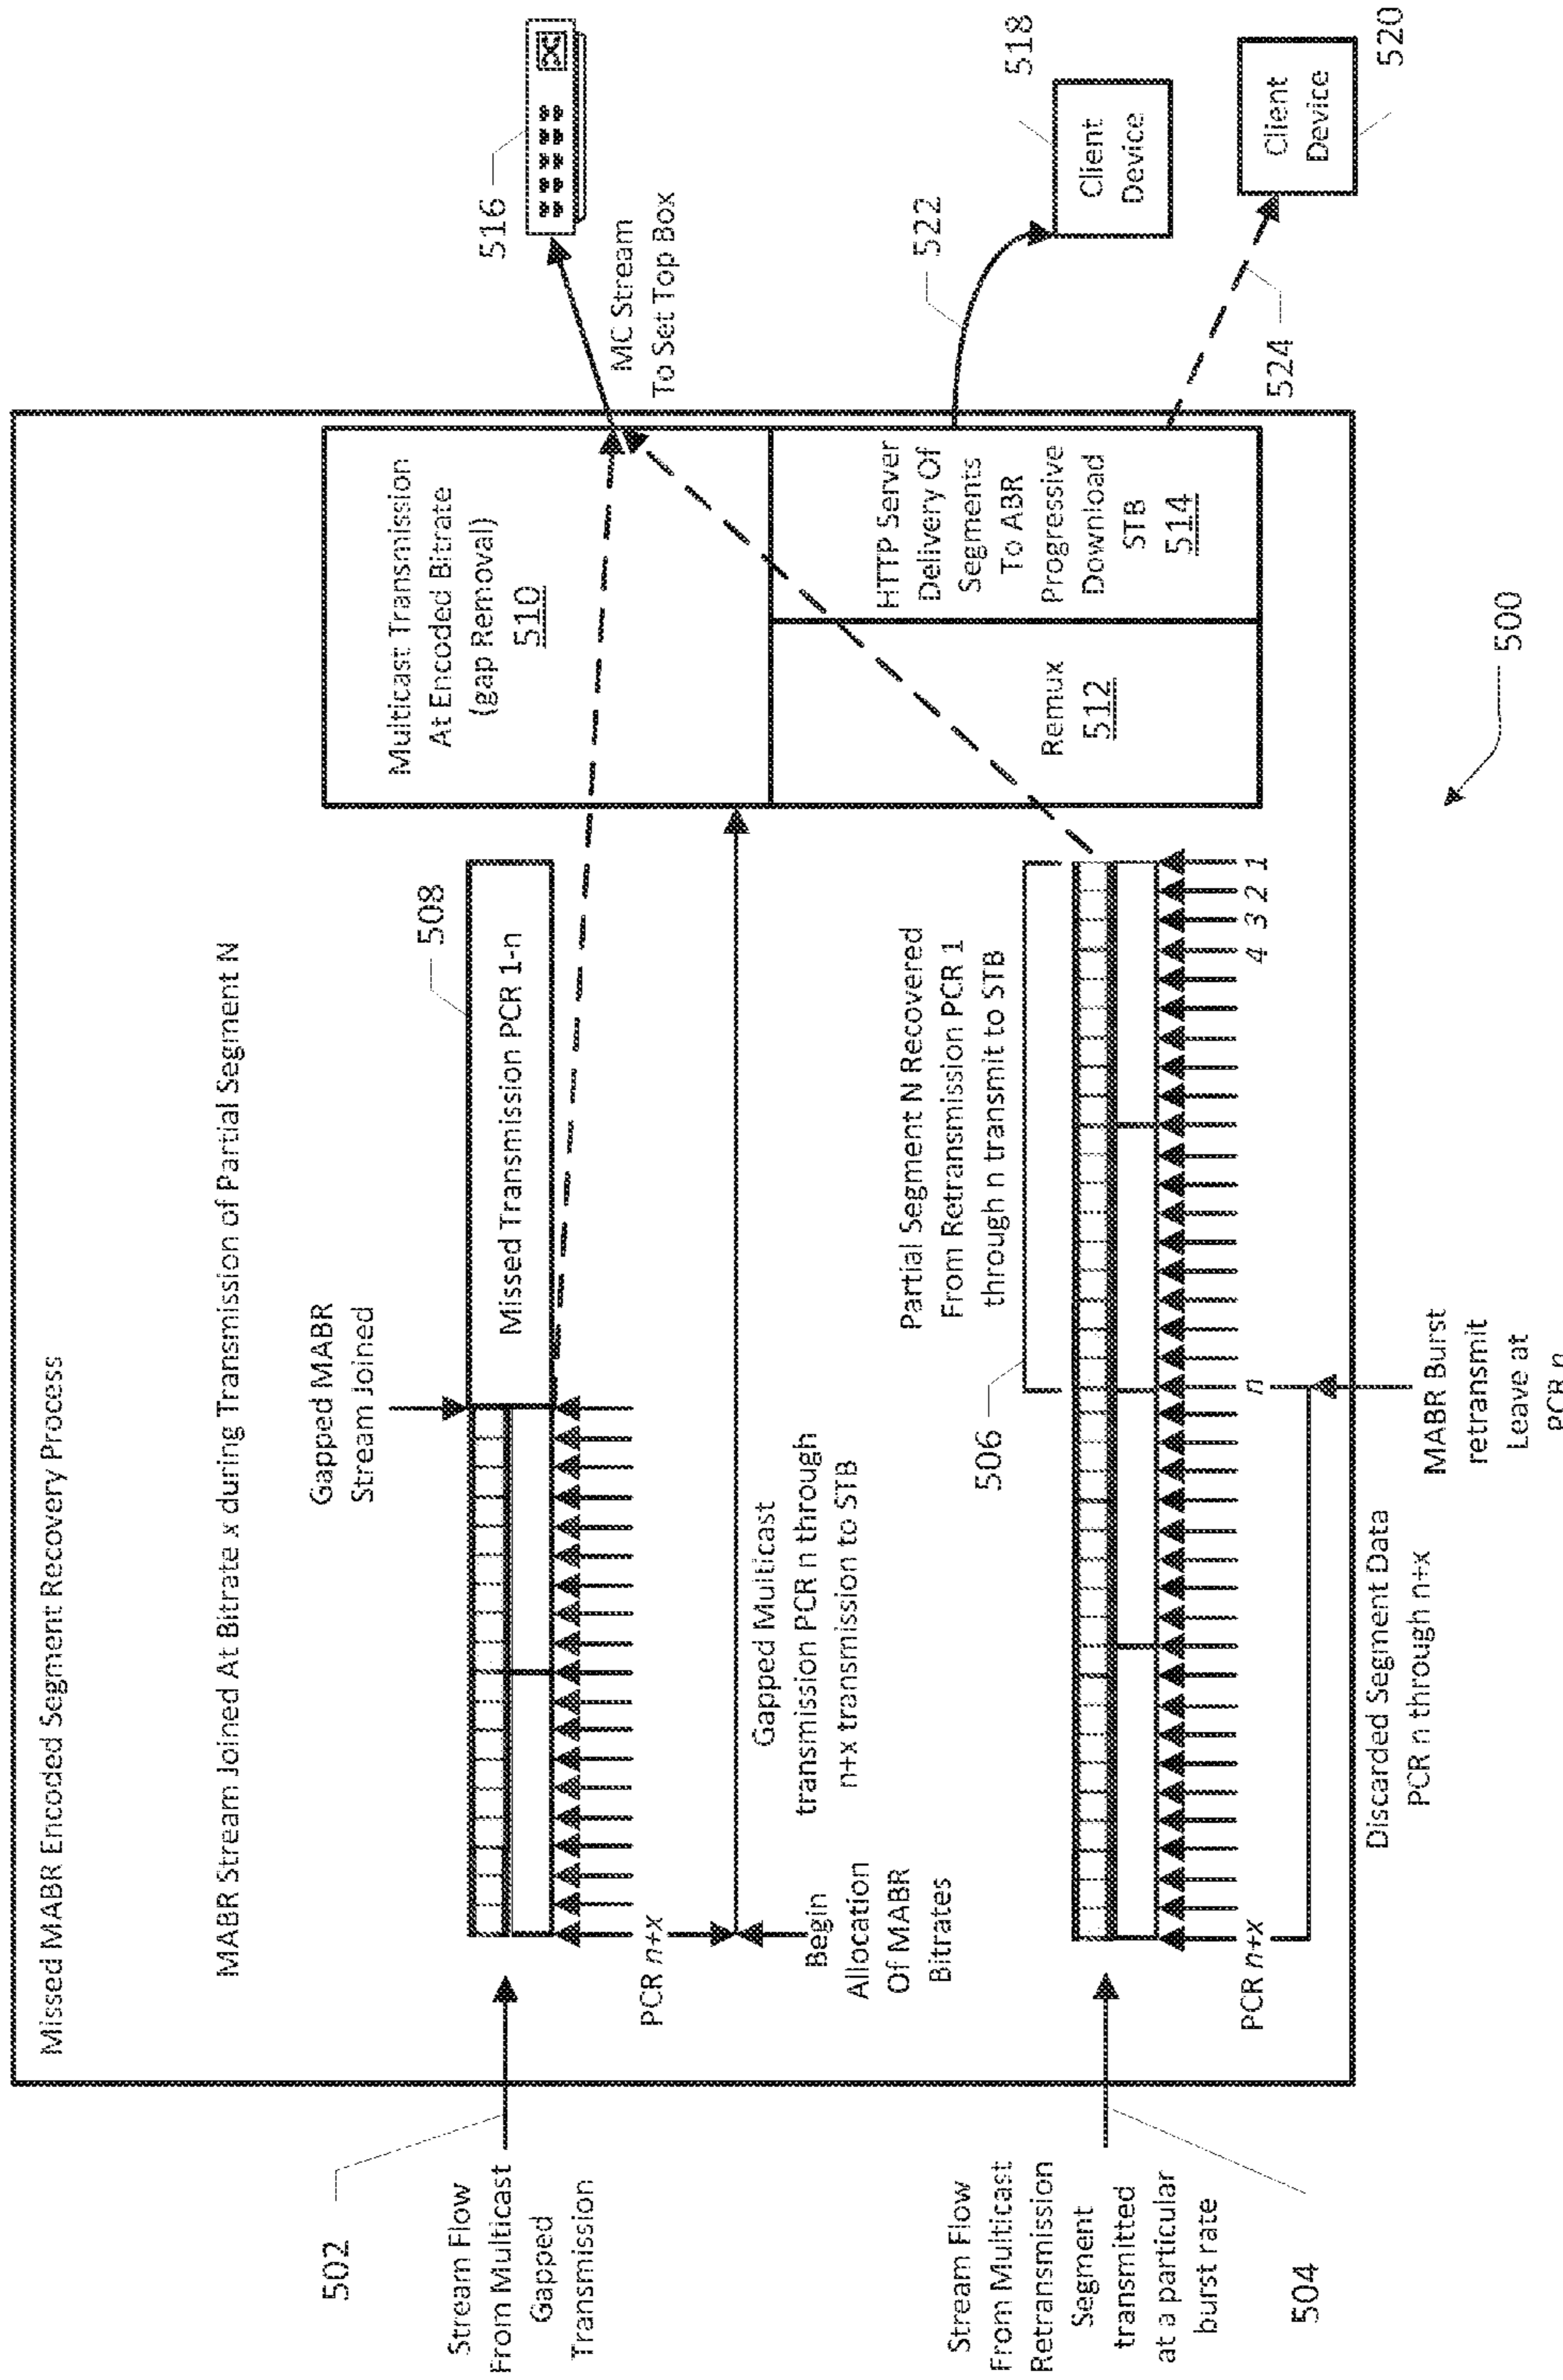 Missed MABR Encoded Segment Recovery Process
MABR Stream Joined At Bitrate x during Transmission of Partial Segment N
502
Stream Flow
From Multicast
Gapped
Transmission
Gapped MABR
Stream Joined
508
Missed Transmission PCR 1-n
PCR n+x
Begin
Allocation
Of MABR
Bitrates
Gapped Multicast
transmission PCR n through
n+x transmission to STB
Multicast Transmission
At Encoded Bitrate
(gap Removal)
510
516
MC Stream
To Set Top Box
Stream Flow
From Multicast
Retransmission
Segment
transmitted
at a particular
burst rate
504
506
Partial Segment N Recovered
From Retransmission PCR 1
through n transmit to STB
PCR n+x
n
4 3 2 1
Discarded Segment Data
PCR n through n+x
MABR Burst
retransmit
Leave at
PCR n
Remux
512
HTTP Server
Delivery Of
Segments
To ABR
Progressive
Download
STB
514
522
518
Client
Device
524
Client
Device
520
500